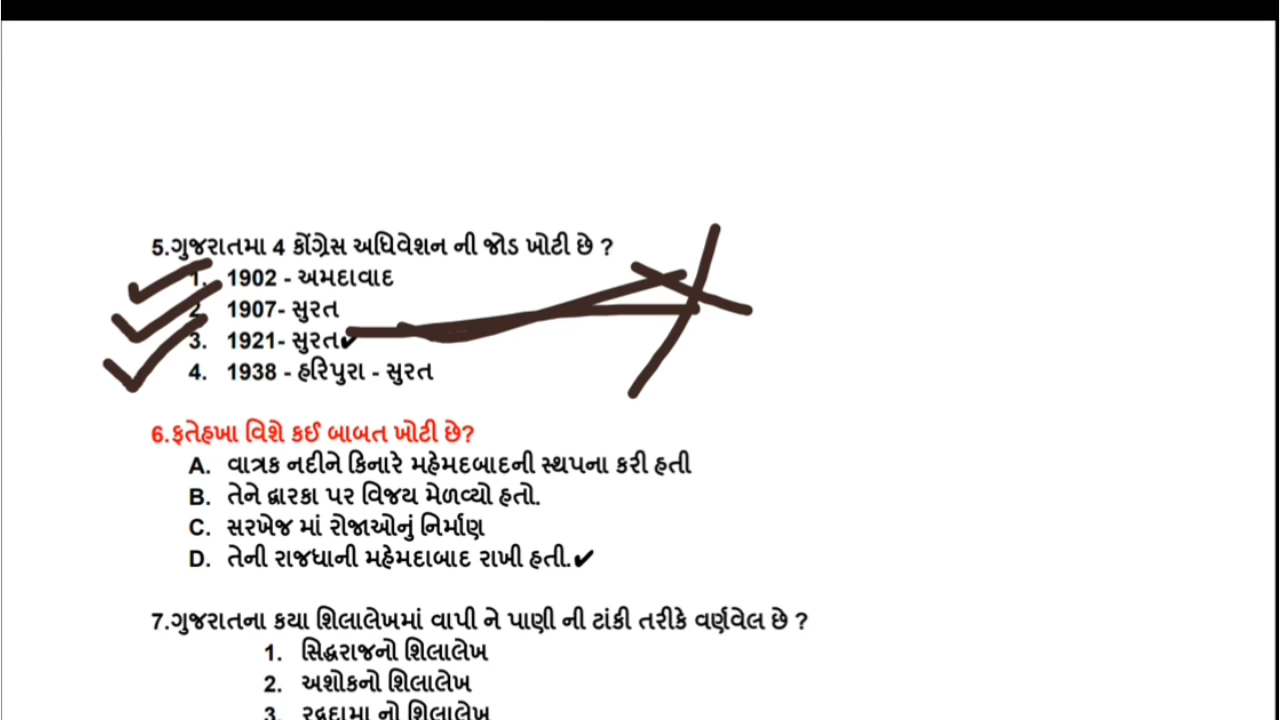 5.ગુજરાતમા 4 કોંગ્રેસ અધિવેશન ની જોડ ખોટી છે ?
1. 1902 - અમદાવાદ
2. 1907- સુરત
3. 1921- સુરત✔
4. 1938 - હરિપુરા - સુરત
6.ફતેહખા વિશે કઈ બાબત ખોટી છે?
A. વાત્રક નદીને કિનારે મહેમદબાદની સ્થપના કરી હતી
B. તેને દ્વારકા પર વિજય મેળવ્યો હતો.
C. સરખેજ માં રોજાઓનું નિર્માણ
D. તેની રાજધાની મહેમદાબાદ રાખી હતી.✔
7.ગુજરાતના કયા શિલાલેખમાં વાપી ને પાણી ની ટાંકી તરીકે વર્ણવેલ છે ?
1. સિદ્ધરાજનો શિલાલેખ
2. અશોકનો શિલાલેખ
3. રુદ્રદામા નો શિલાલેખ